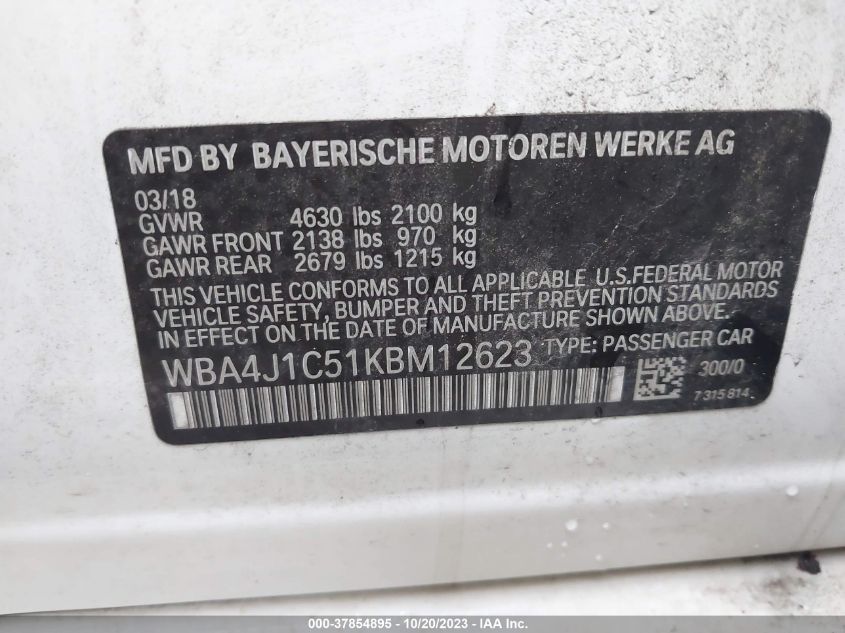 MFD BY BAYERISCHE MOTOREN WERKE AG
03/18
GVWR 4630 lbs 2100 kg
GAWR FRONT 2138 lbs 970 kg
GAWR REAR 2679 lbs 1215 kg
THIS VEHICLE CONFORMS TO ALL APPLICABLE U.S.FEDERAL MOTOR
VEHICLE SAFETY, BUMPER AND THEFT PREVENTION STANDARDS
IN EFFECT ON THE DATE OF MANUFACTURE SHOWN ABOVE.
WBA4J1C51KBM12623 TYPE: PASSENGER CAR
300/0
7315814
000-37854895 - 10/20/2023 - IAA Inc.